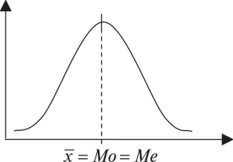 x̄ = Mo = Me